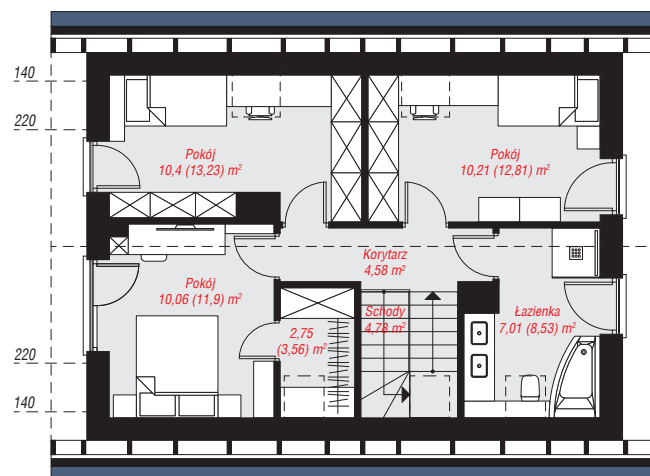 140
220
Pokój
10,4 (13,23) m²
Pokój
10,21 (12,81) m²
Korytarz
4,58 m²
Pokój
10,06 (11,9) m²
2,75
(3,56) m²
Schody
4,78 m²
Łazienka
7,01 (8,53) m²
220
140